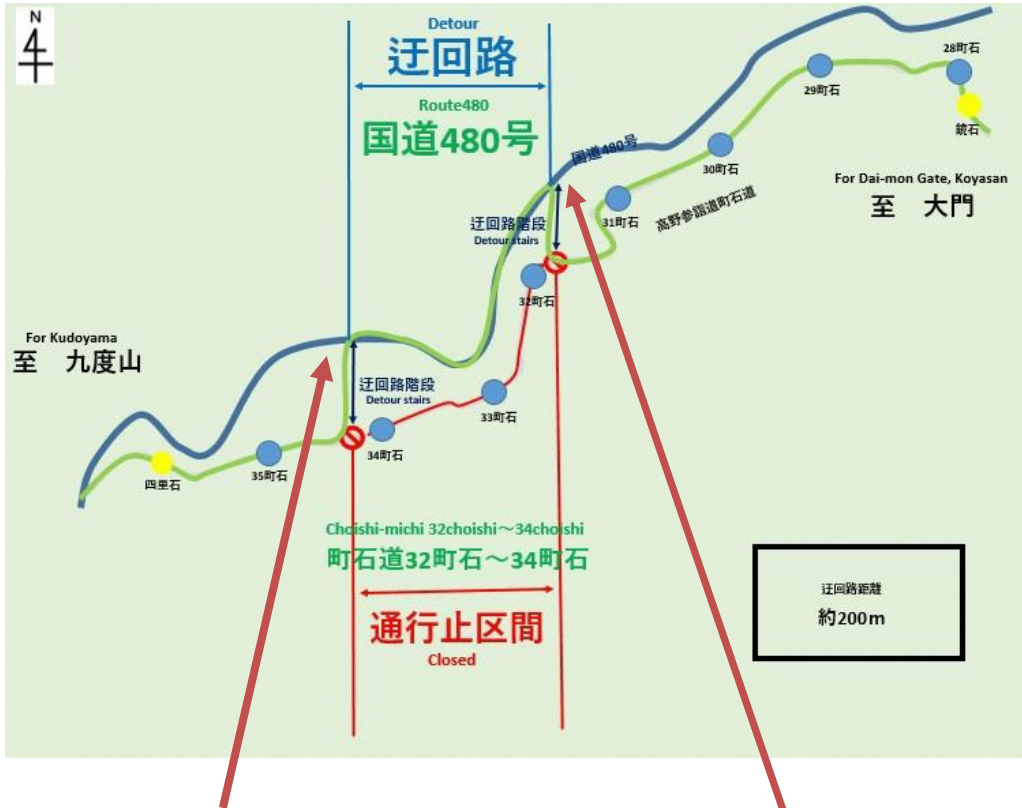 N
Detour
迂回路
Route480
国道480号
国道480号
28町石
29町石
鏡石
30町石
For Dai-mon Gate, Koyasan
至 大門
31町石
高野参詣道町石道
迂回路階段
Detour stairs
32町石
For Kudoyama
至 九度山
迂回路階段
Detour stairs
33町石
34町石
35町石
四里石
Choishi-michi 32choishi～34choishi
町石道32町石～34町石
通行止区間
Closed
迂回路距離
約200m